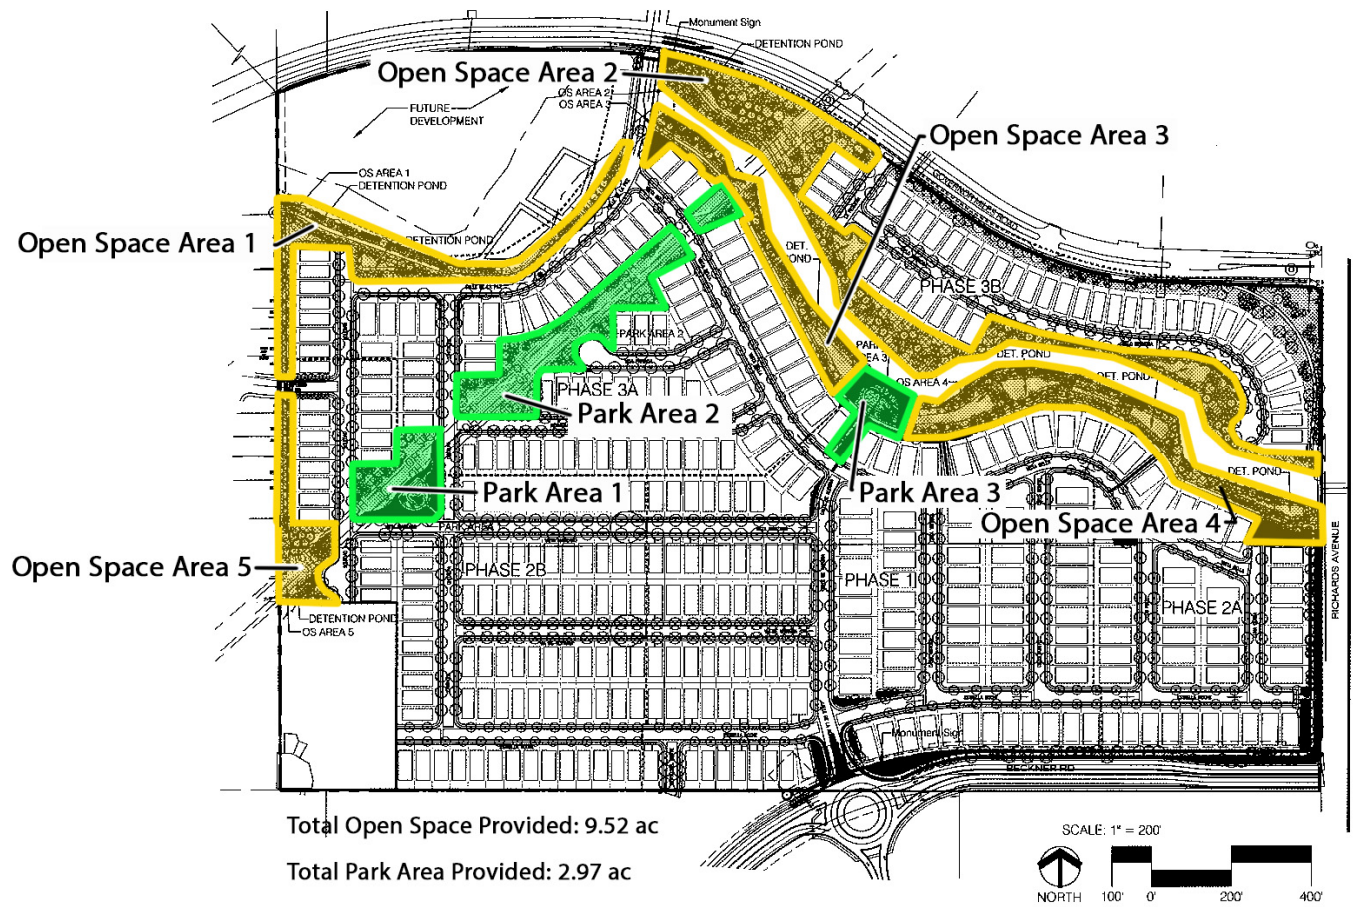 Monument Sign
DETENTION POND
Open Space Area 2
OS AREA 2
OS AREA 3
FUTURE
DEVELOPMENT
Open Space Area 3
OS AREA 1
DETENTION POND
GOVERNOR MILES ROAD
Open Space Area 1
DETENTION POND
DET.
POND
PHASE 3B
PARK AREA 2
PARK
AREA 3
DET. POND
DET. POND
OS AREA 4
PHASE 3A
Park Area 2
DET. POND
Park Area 1
Park Area 3
Open Space Area 4
PARK AREA 1
RICHARDS AVENUE
Open Space Area 5
PHASE 2B
PHASE 1
PHASE 2A
DETENTION POND
OS AREA 5
Monument Sign
BECKNER RD
Total Open Space Provided: 9.52 ac
Total Park Area Provided: 2.97 ac
SCALE: 1" = 200'
NORTH
100' 0' 200' 400'